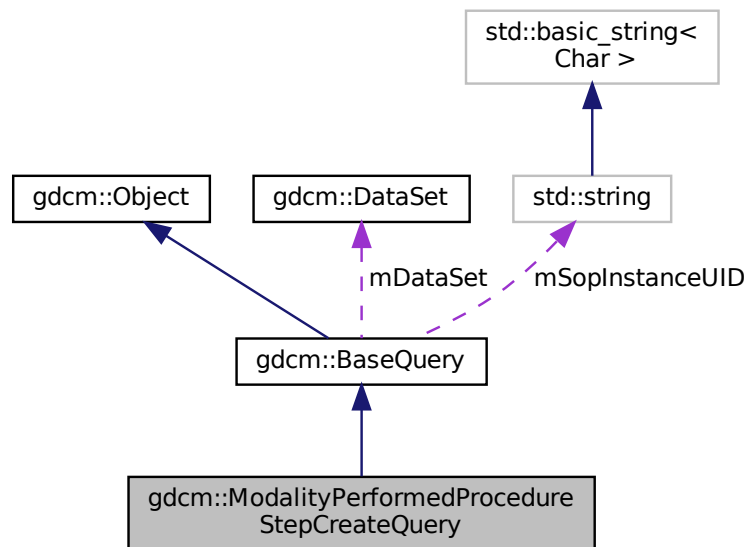 std::basic_string<
Char >
gdcm::Object
gdcm::DataSet
std::string
mDataSet
mSopInstanceUID
gdcm::BaseQuery
gdcm::ModalityPerformedProcedure
StepCreateQuery